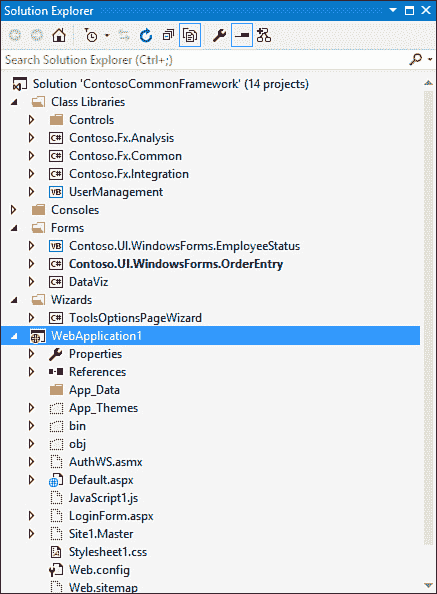 Solution Explorer
Search Solution Explorer (Ctrl+;)
Solution 'ContosoCommonFramework' (14 projects)
Class Libraries
Controls
C# Contoso.Fx.Analysis
C# Contoso.Fx.Common
C# Contoso.Fx.Integration
VB UserManagement
Consoles
Forms
VB Contoso.UI.WindowsForms.EmployeeStatus
C# Contoso.UI.WindowsForms.OrderEntry
C# DataViz
Wizards
C# ToolsOptionsPageWizard
WebApplication1
Properties
References
App_Data
App_Themes
bin
obj
AuthWS.asmx
Default.aspx
JavaScript1.js
LoginForm.aspx
Site1.Master
Stylesheet1.css
Web.config
Web.sitemap